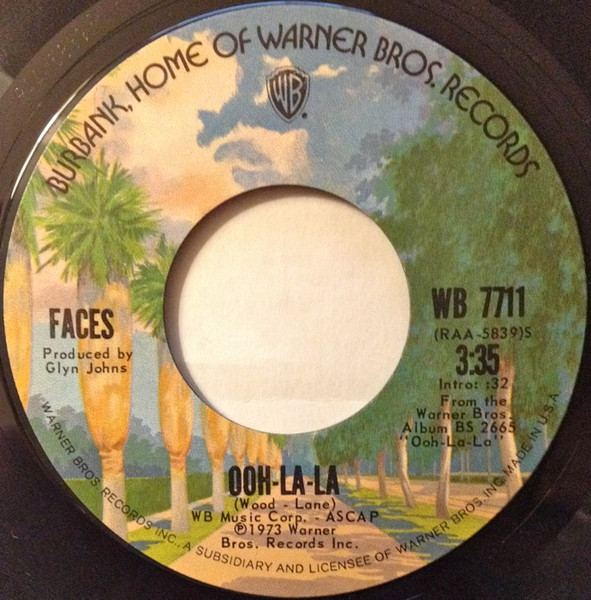 BURBANK, HOME OF WARNER BROS. RECORDS
WB
FACES
Produced by
Glyn Johns
WB 7711
(RAA-5839)S
3:35
Intro: :32
From the
Warner Bros.
Album BS 2665
"Ooh-La-La"
OOH-LA-LA
(Wood - Lane)
WB Music Corp. - ASCAP
℗1973 Warner
Bros. Records Inc.
WARNER BROS. RECORDS INC., A SUBSIDIARY AND LICENSEE OF WARNER BROS. INC. MADE IN U.S.A.